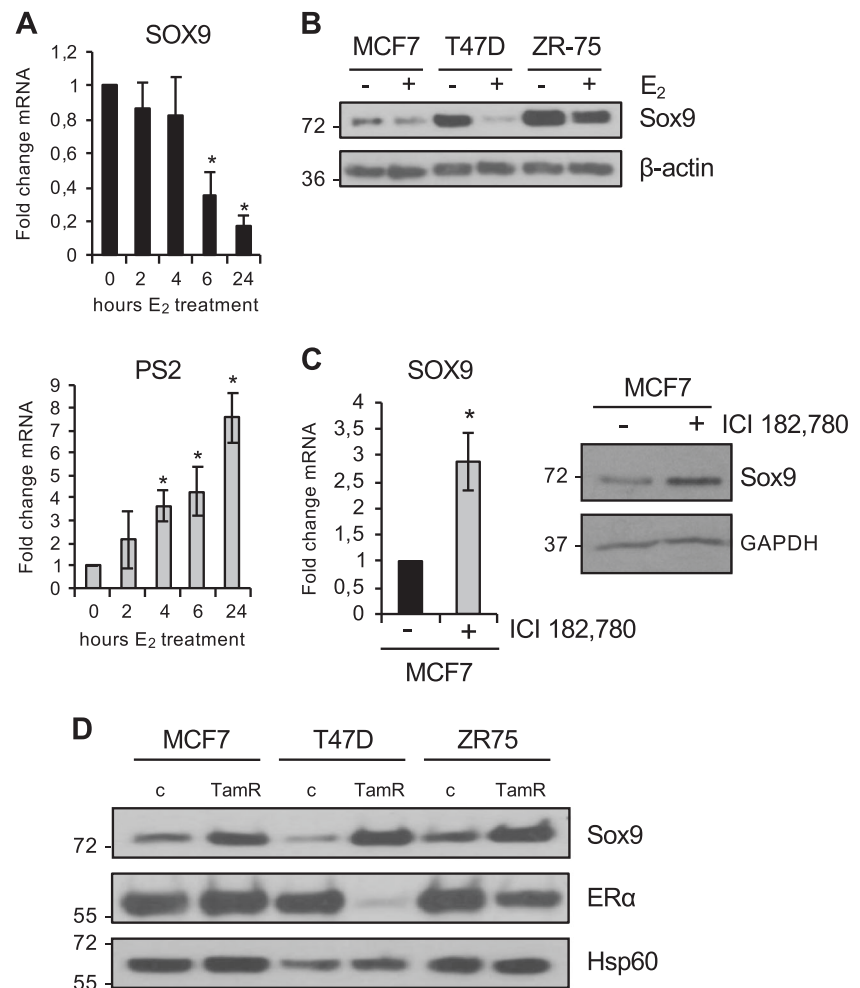 A
SOX9
Fold change mRNA
1,2
1
0,8
0,6
0,4
0,2
0
* *
0 2 4 6 24
hours E₂ treatment
B
MCF7 T47D ZR-75
- + - + - + E₂
72 Sox9
36 β-actin
PS2
Fold change mRNA
9
8
7
6
5
4
3
2
1
0
* * *
0 2 4 6 24
hours E₂ treatment
C
SOX9
Fold change mRNA
4
3,5
3
2,5
2
1,5
1
0,5
0
*
- + ICI 182,780
MCF7
MCF7
- + ICI 182,780
72 Sox9
37 GAPDH
D
MCF7 T47D ZR75
c TamR c TamR c TamR
72 Sox9
55 ERα
72
55 Hsp60